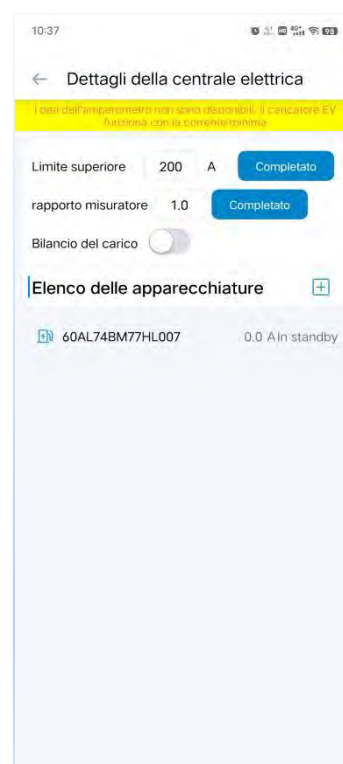 10:37
Dettagli della centrale elettrica
I dati dell'amperometro non sono disponibili, il caricatore EV
funziona con la corrente minima
Limite superiore 200 A Completato
rapporto misuratore 1.0 Completato
Bilancio del carico
Elenco delle apparecchiature
60AL74BM77HL007 0.0 A In standby